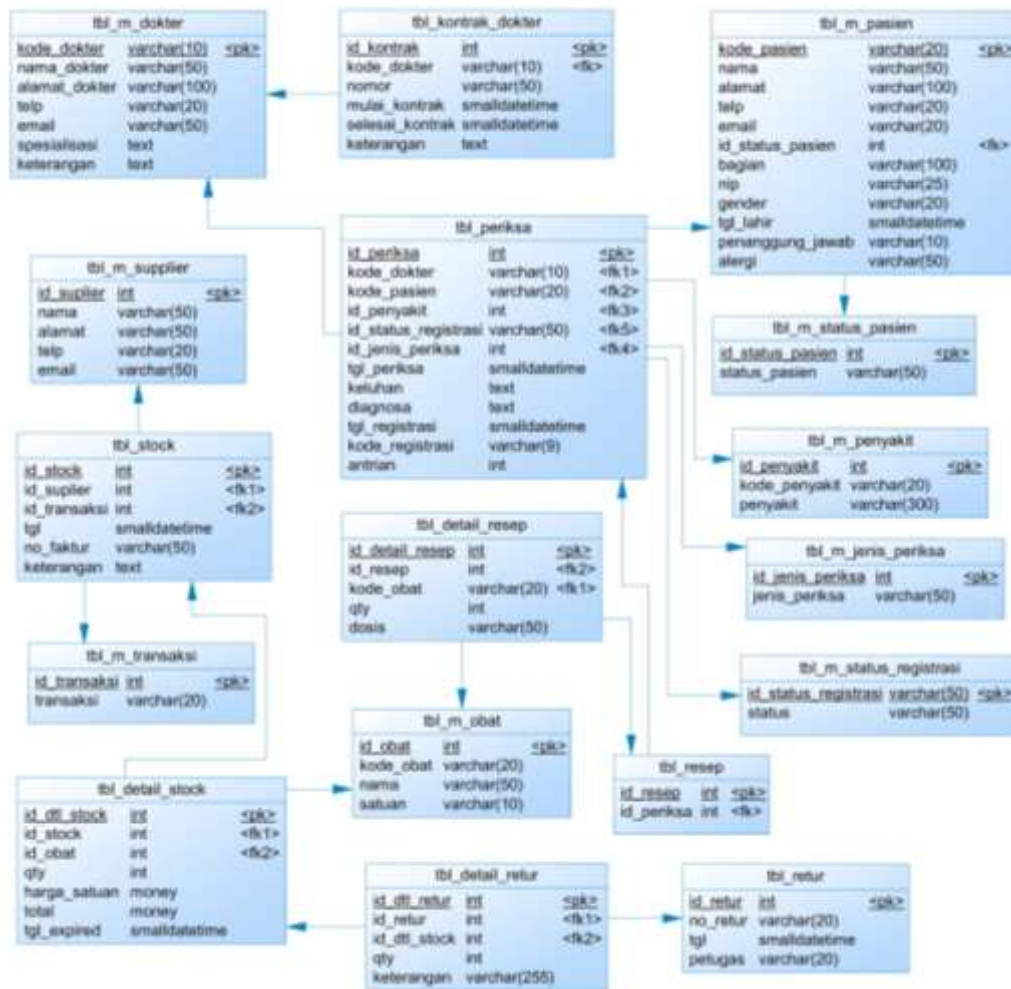 tbl_m_dokter
kode_dokter varchar(10) <pk>
nama_dokter varchar(50)
alamat_dokter varchar(100)
telp varchar(20)
email varchar(50)
spesialisasi text
keterangan text
tbl_kontrak_dokter
id_kontrak int <pk>
kode_dokter varchar(10) <fk>
nomor varchar(50)
mulai_kontrak smalldatetime
selesai_kontrak smalldatetime
keterangan text
tbl_m_pasien
kode_pasien varchar(20) <pk>
nama varchar(50)
alamat varchar(100)
telp varchar(20)
email varchar(20)
id_status_pasien int <fk>
bagian varchar(100)
nip varchar(25)
gender varchar(20)
tgl_lahir smalldatetime
penanggung_jawab varchar(10)
alergi varchar(50)
tbl_periksa
id_periksa int <pk>
kode_dokter varchar(10) <fk1>
kode_pasien varchar(20) <fk2>
id_penyakit int <fk3>
id_status_registrasi varchar(50) <fk5>
id_jenis_periksa int <fk4>
tgl_periksa smalldatetime
keluhan text
diagnosa text
tgl_registrasi smalldatetime
kode_registrasi varchar(9)
antrian int
tbl_m_supplier
id_suplier int <pk>
nama varchar(50)
alamat varchar(50)
telp varchar(20)
email varchar(50)
tbl_m_status_pasien
id_status_pasien int <pk>
status_pasien varchar(50)
tbl_stock
id_stock int <pk>
id_suplier int <fk1>
id_transaksi int <fk2>
tgl smalldatetime
no_faktur varchar(50)
keterangan text
tbl_m_penyakit
id_penyakit int <pk>
kode_penyakit varchar(20)
penyakit varchar(300)
tbl_detail_resep
id_detail_resep int <pk>
id_resep int <fk2>
kode_obat varchar(20) <fk1>
qty int
dosis varchar(50)
tbl_m_jenis_periksa
id_jenis_periksa int <pk>
jenis_periksa varchar(50)
tbl_m_transaksi
id_transaksi int <pk>
transaksi varchar(20)
tbl_m_status_registrasi
id_status_registrasi varchar(50) <pk>
status varchar(50)
tbl_m_obat
id_obat int <pk>
kode_obat varchar(20)
nama varchar(50)
satuan varchar(10)
tbl_resep
id_resep int <pk>
id_periksa int <fk>
tbl_detail_stock
id_dtl_stock int <pk>
id_stock int <fk1>
id_obat int <fk2>
qty int
harga_satuan money
total money
tgl_expired smalldatetime
tbl_detail_retur
id_dtl_retur int <pk>
id_retur int <fk1>
id_dtl_stock int <fk2>
qty int
keterangan varchar(255)
tbl_retur
id_retur int <pk>
no_retur varchar(20)
tgl smalldatetime
petugas varchar(20)